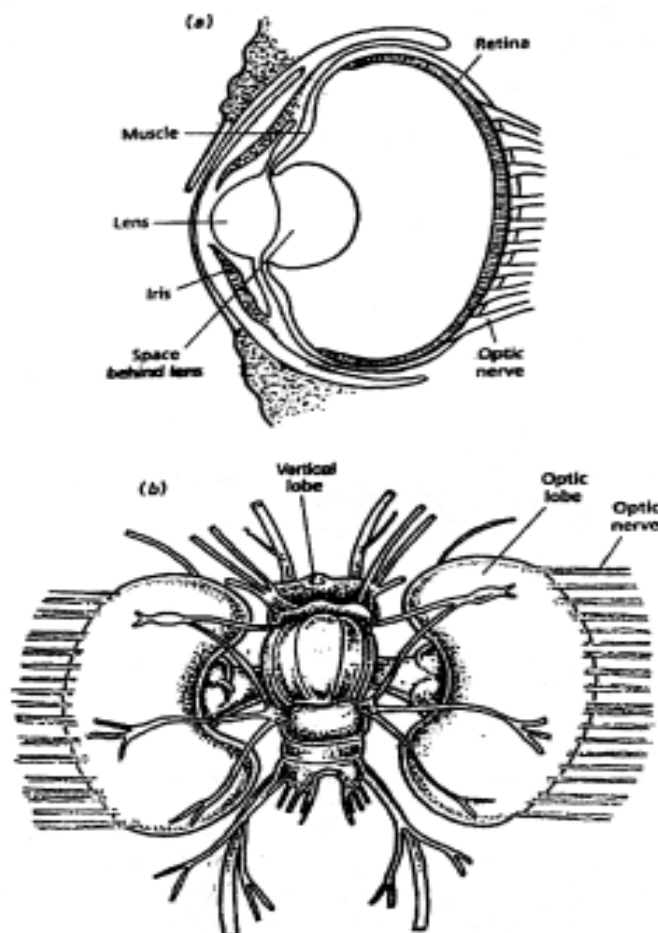 (a)
Retina
Muscle
Lens
Iris
Space
behind lens
Optic
nerve
(b)
Vertical
lobe
Optic
lobe
Optic
nerve